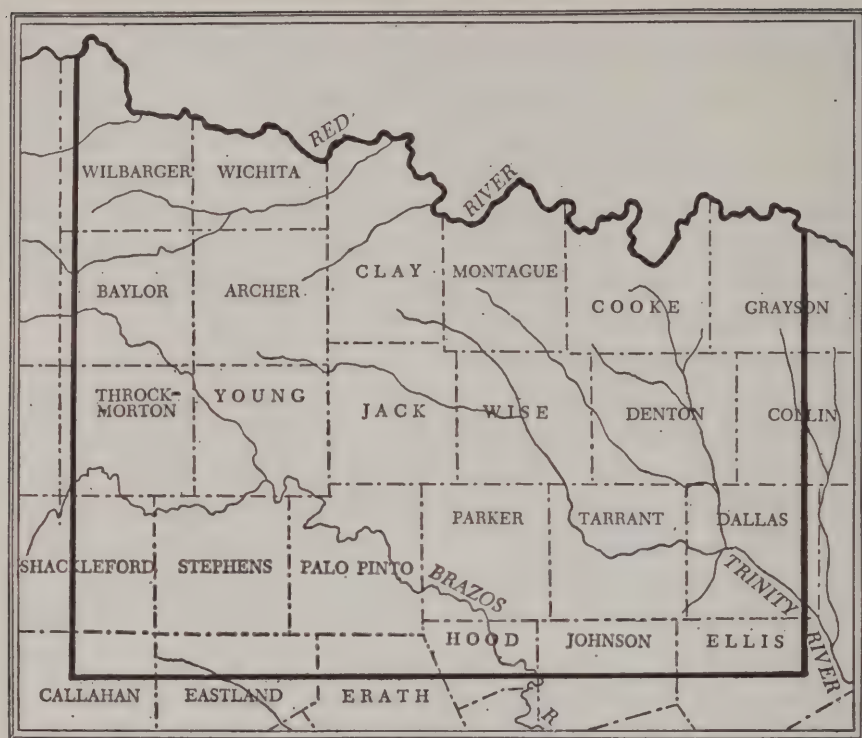 RED
WILBARGER
WICHITA
RIVER
BAYLOR
ARCHER
CLAY
MONTAGUE
COOKE
GRAYSON
THROCK-
MORTON
YOUNG
JACK
WISE
DENTON
COLLIN
PARKER
TARRANT
DALLAS
SHACKLEFORD
STEPHENS
PALO PINTO
BRAZOS
TRINITY
RIVER
HOOD
JOHNSON
ELLIS
CALLAHAN
EASTLAND
ERATH
R.